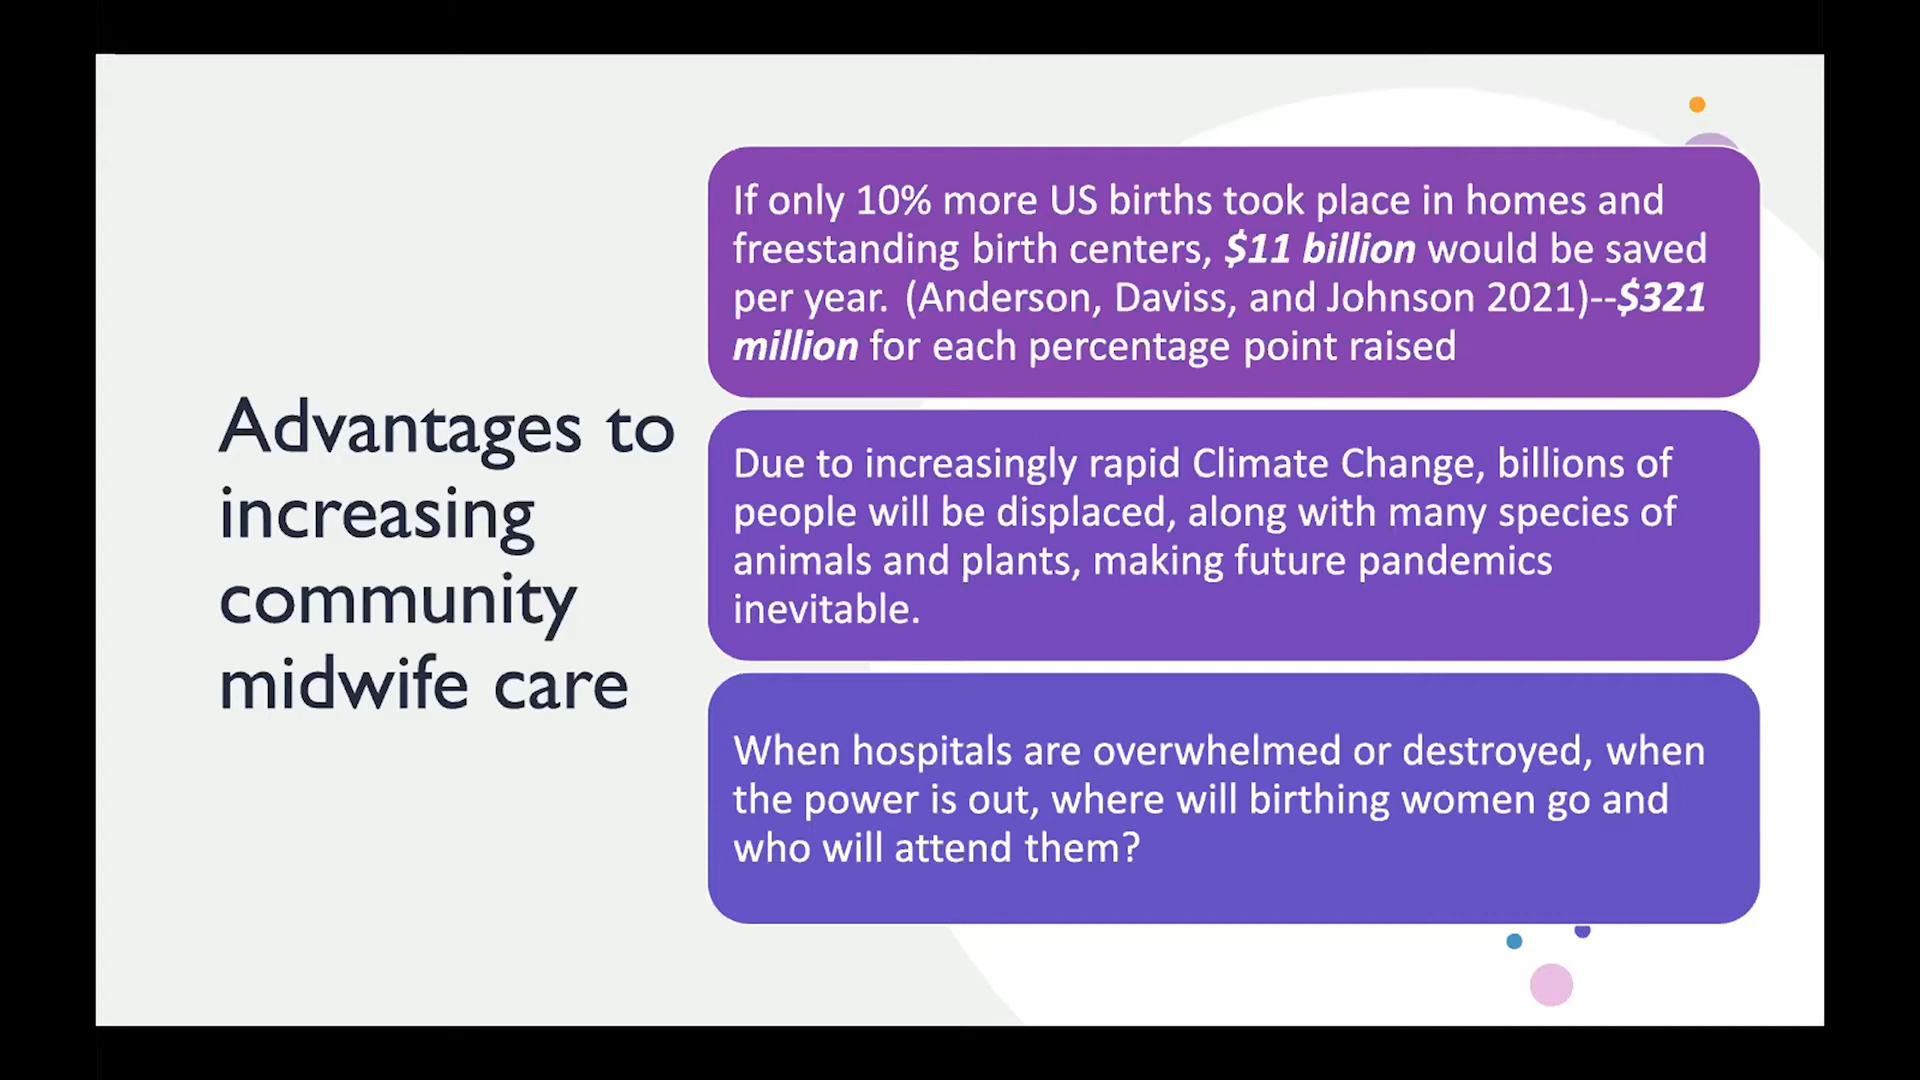 Advantages to
increasing
community
midwife care
If only 10% more US births took place in homes and
freestanding birth centers, $11 billion would be saved
per year. (Anderson, Daviss, and Johnson 2021)--$321
million for each percentage point raised
Due to increasingly rapid Climate Change, billions of
people will be displaced, along with many species of
animals and plants, making future pandemics
inevitable.
When hospitals are overwhelmed or destroyed, when
the power is out, where will birthing women go and
who will attend them?